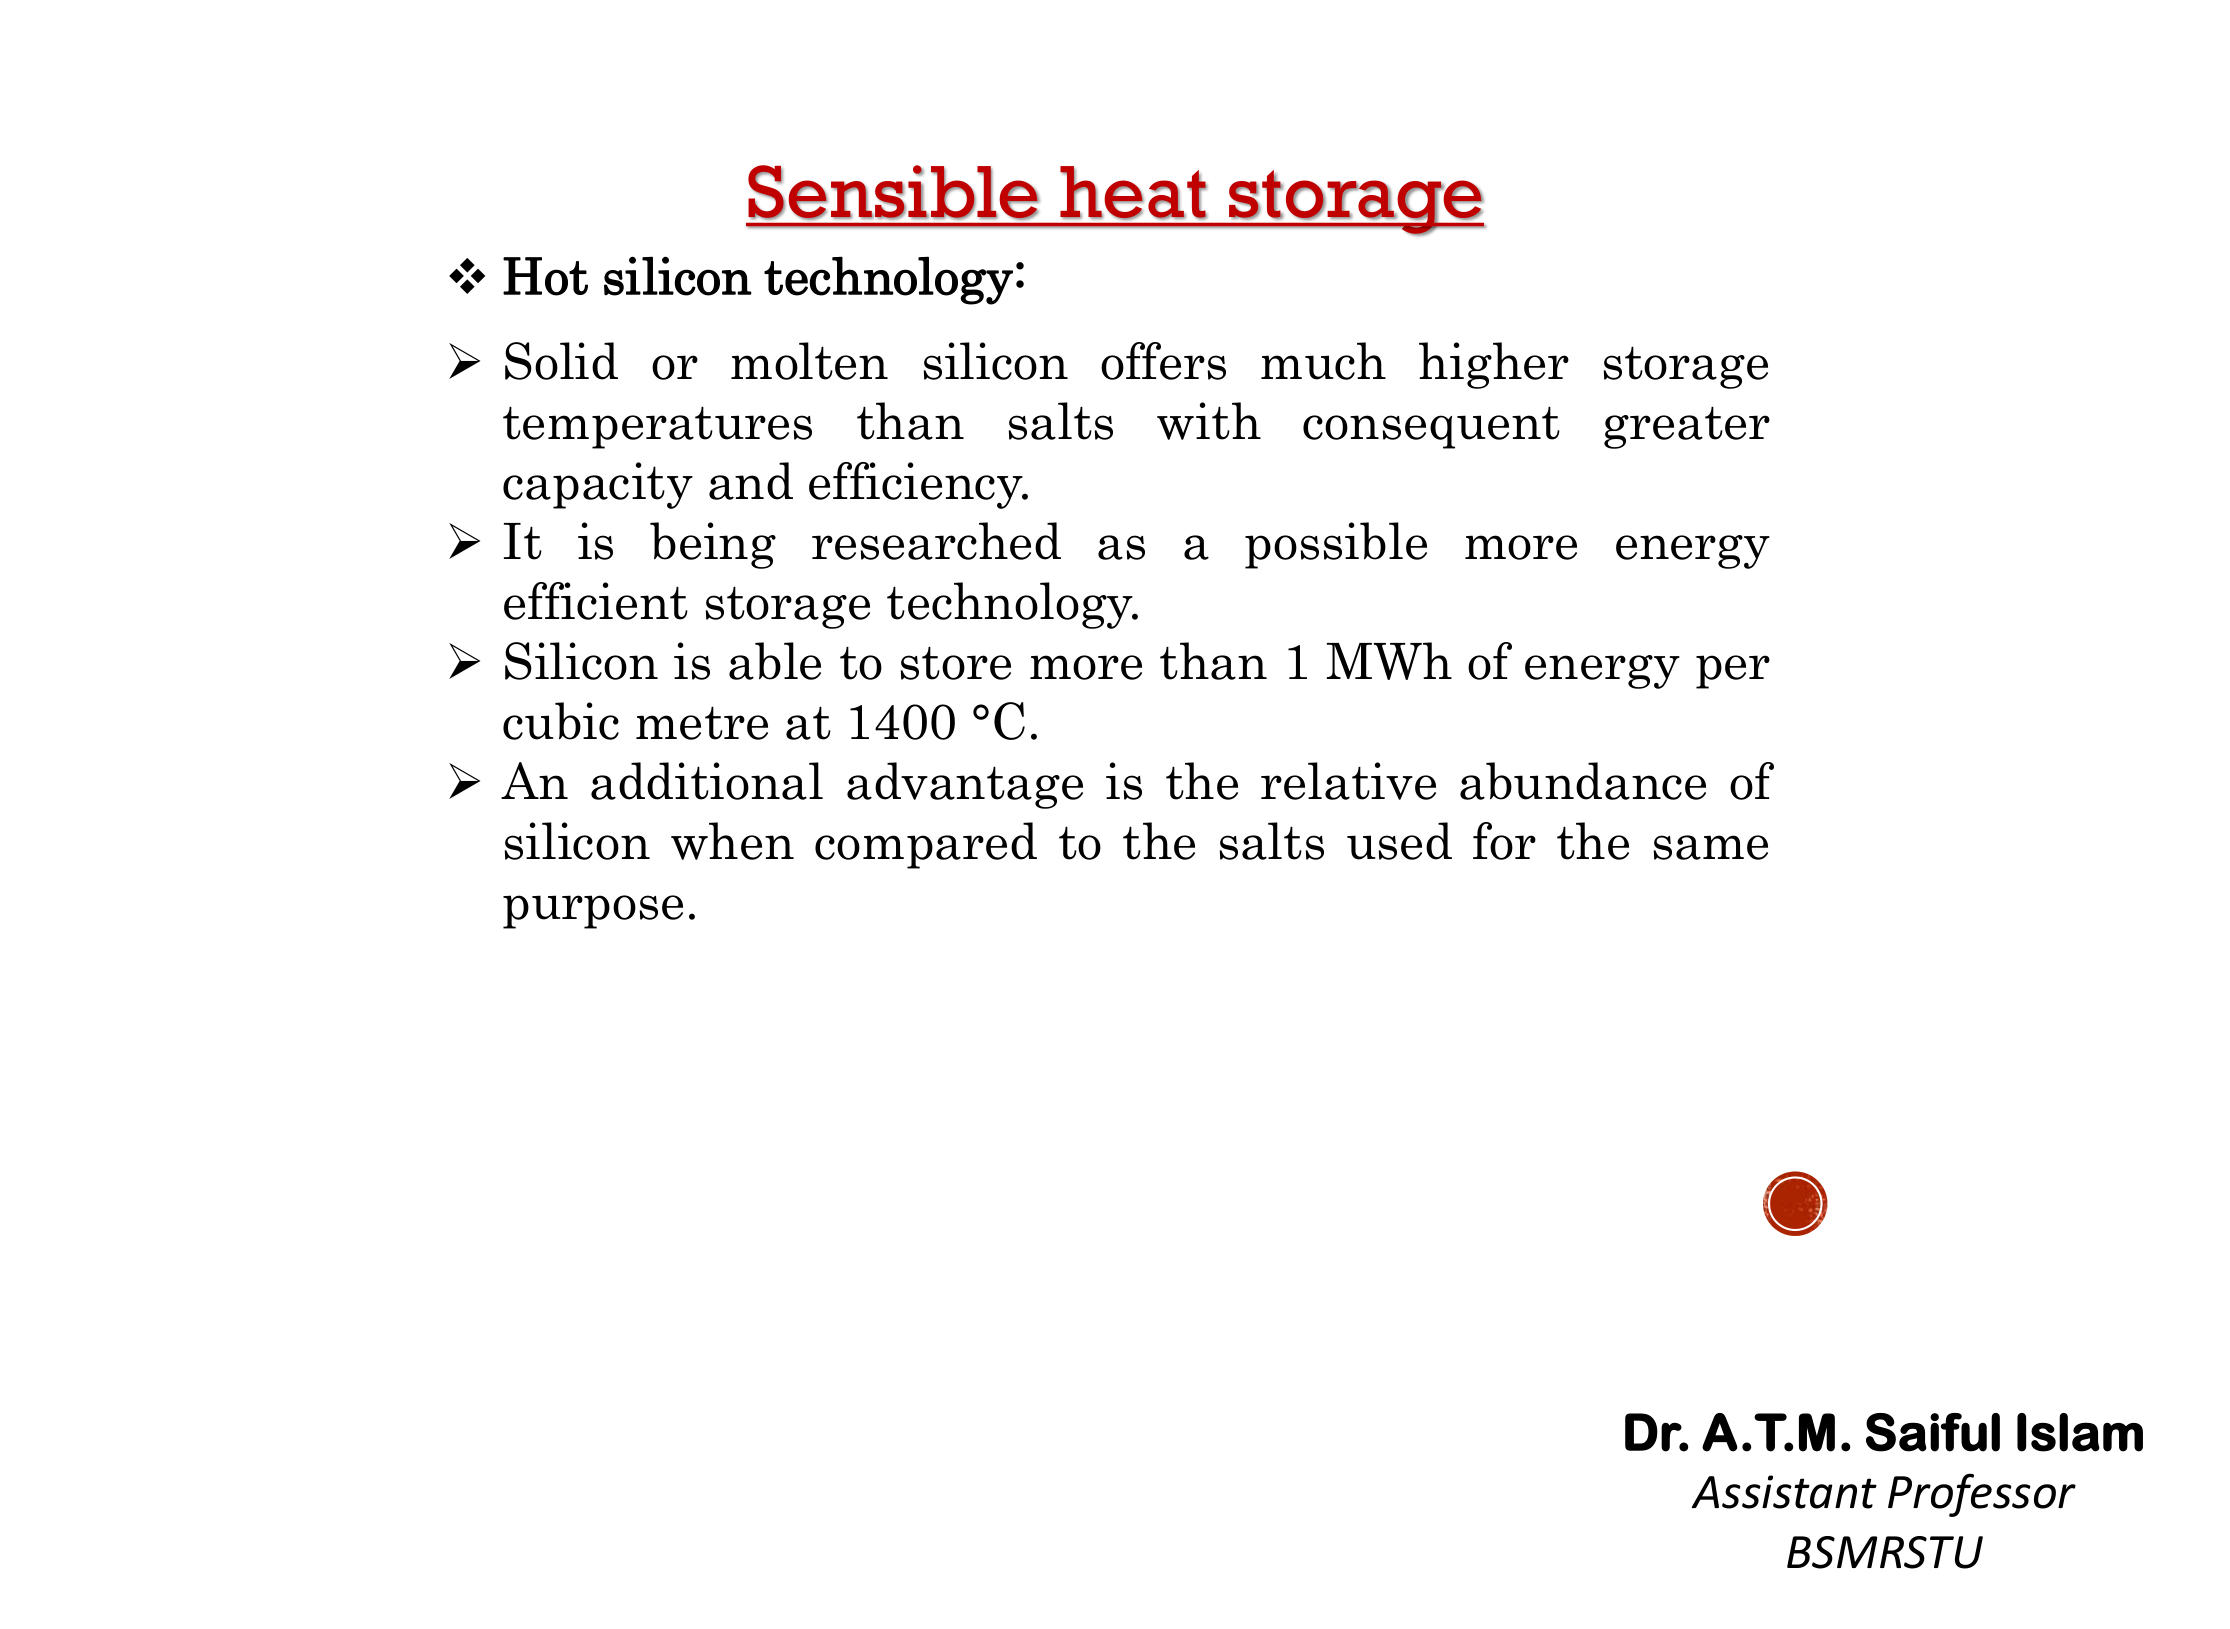 Sensible heat storage
❖ Hot silicon technology:
➢ Solid or molten silicon offers much higher storage
temperatures than salts with consequent greater
capacity and efficiency.
➢ It is being researched as a possible more energy
efficient storage technology.
➢ Silicon is able to store more than 1 MWh of energy per
cubic metre at 1400 °C.
➢ An additional advantage is the relative abundance of
silicon when compared to the salts used for the same
purpose.
Dr. A.T.M. Saiful Islam
Assistant Professor
BSMRSTU